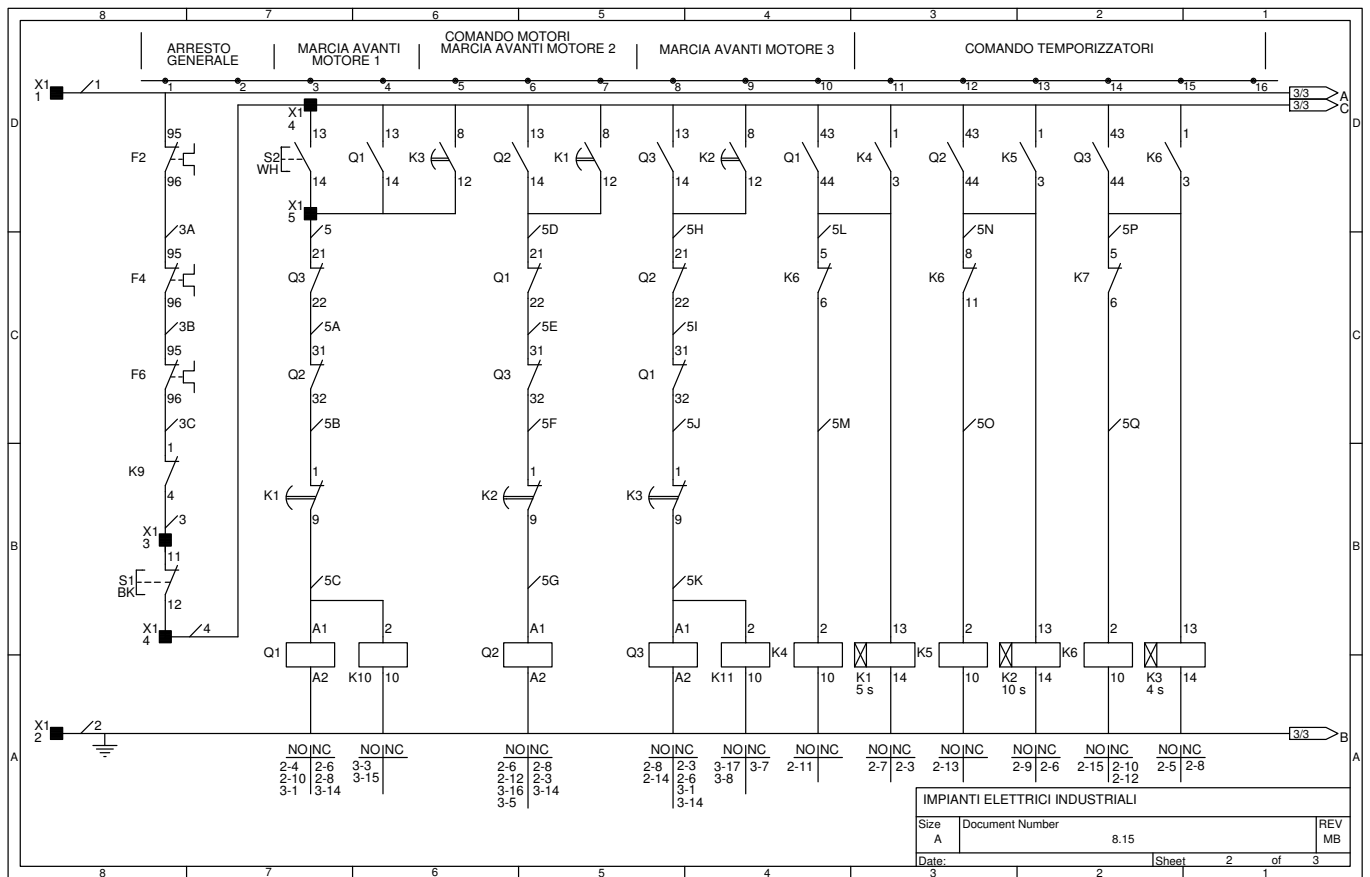 8 7 6 5 4 3 2 1
COMANDO MOTORI
ARRESTO GENERALE
MARCIA AVANTI MOTORE 1
MARCIA AVANTI MOTORE 2
MARCIA AVANTI MOTORE 3
COMANDO TEMPORIZZATORI
1 2 3 4 5 6 7 8 9 10 11 12 13 14 15 16
X1 1
1
3/3 A
3/3 C
D
D
X1 4
95 13 13 8 13 8 13 8 43 1 43 1 43 1
F2 S2 WH Q1 K3 Q2 K1 Q3 K2 Q1 K4 Q2 K5 Q3 K6
96 14 14 12 14 12 14 12 44 3 44 3 44 3
X1 5
3A 5 5D 5H 5L 5N 5P
95 21 21 21 5 8 5
F4 Q3 Q1 Q2 K6 K6 K7
96 22 22 22 6 11 6
3B 5A 5E 5I
C
C
95 31 31 31
F6 Q2 Q3 Q1
96 32 32 32
3C 5B 5F 5J 5M 5O 5Q
1 1 1 1
K9 K1 K2 K3
4 9 9 9
3
X1 3
B
B
11
S1 BK
12
5C 5G 5K
X1 4
4
A1 2 A1 A1 2 2 13 2 13 2 13
Q1 Q2 Q3 K4 K5 K6
A2 K10 10 A2 A2 K11 10 10 K1 14 10 K2 14 10 K3 14
5 s 10 s 4 s
X1 2
2
3/3 B
A
A
NO NC NO NC NO NC NO NC NO NC NO NC NO NC NO NC NO NC NO NC NO NC
2-4 2-6 3-3 2-6 2-8 2-8 2-3 3-17 3-7 2-11 2-7 2-3 2-13 2-9 2-6 2-15 2-10 2-5 2-8
2-10 2-8 3-15 2-12 2-3 2-14 2-6 3-8 2-12
3-1 3-14 3-16 3-14 3-1
3-5 3-14
IMPIANTI ELETTRICI INDUSTRIALI
Size Document Number REV
A 8.15 MB
Date: Sheet 2 of 3
8 7 6 5 4 3 2 1